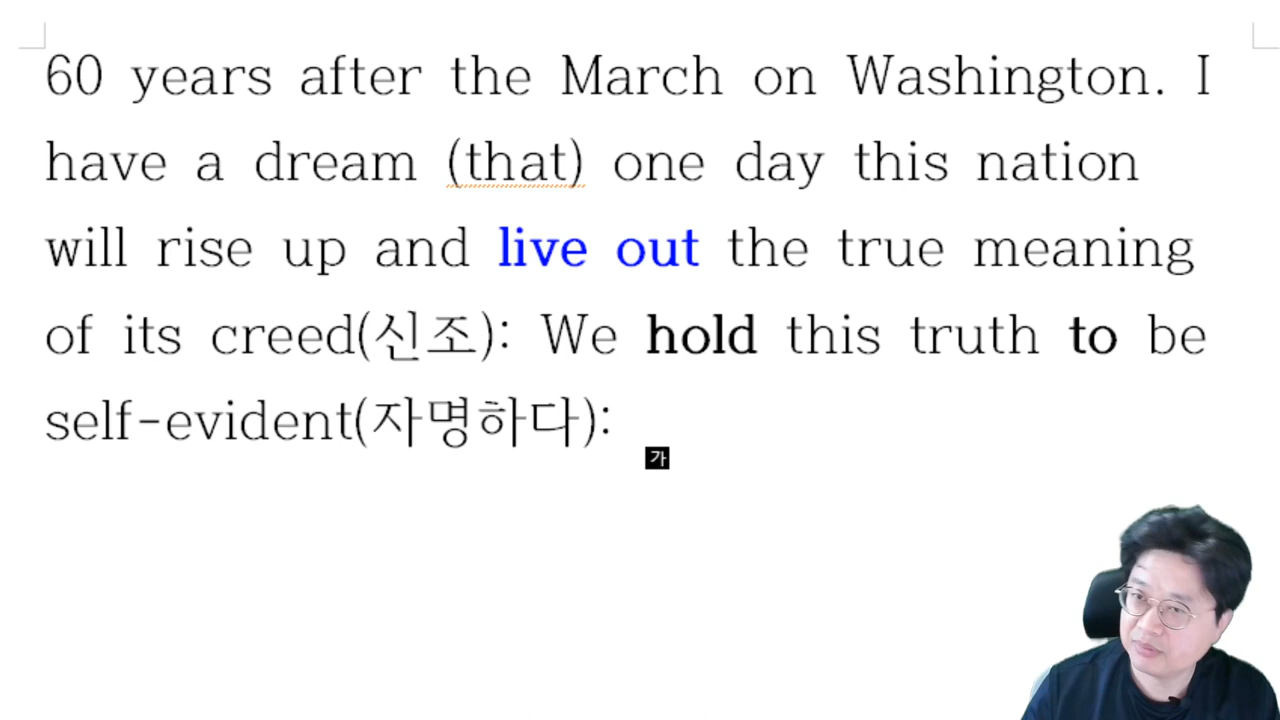 60 years after the March on Washington. I
have a dream (that) one day this nation
will rise up and live out the true meaning
of its creed(신조): We hold this truth to be
self-evident(자명하다):
가